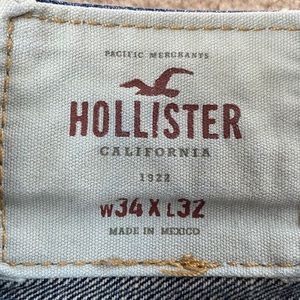 PACIFIC MERCHANTS
HOLLISTER
CALIFORNIA
1922
W34 X L32
MADE IN MEXICO